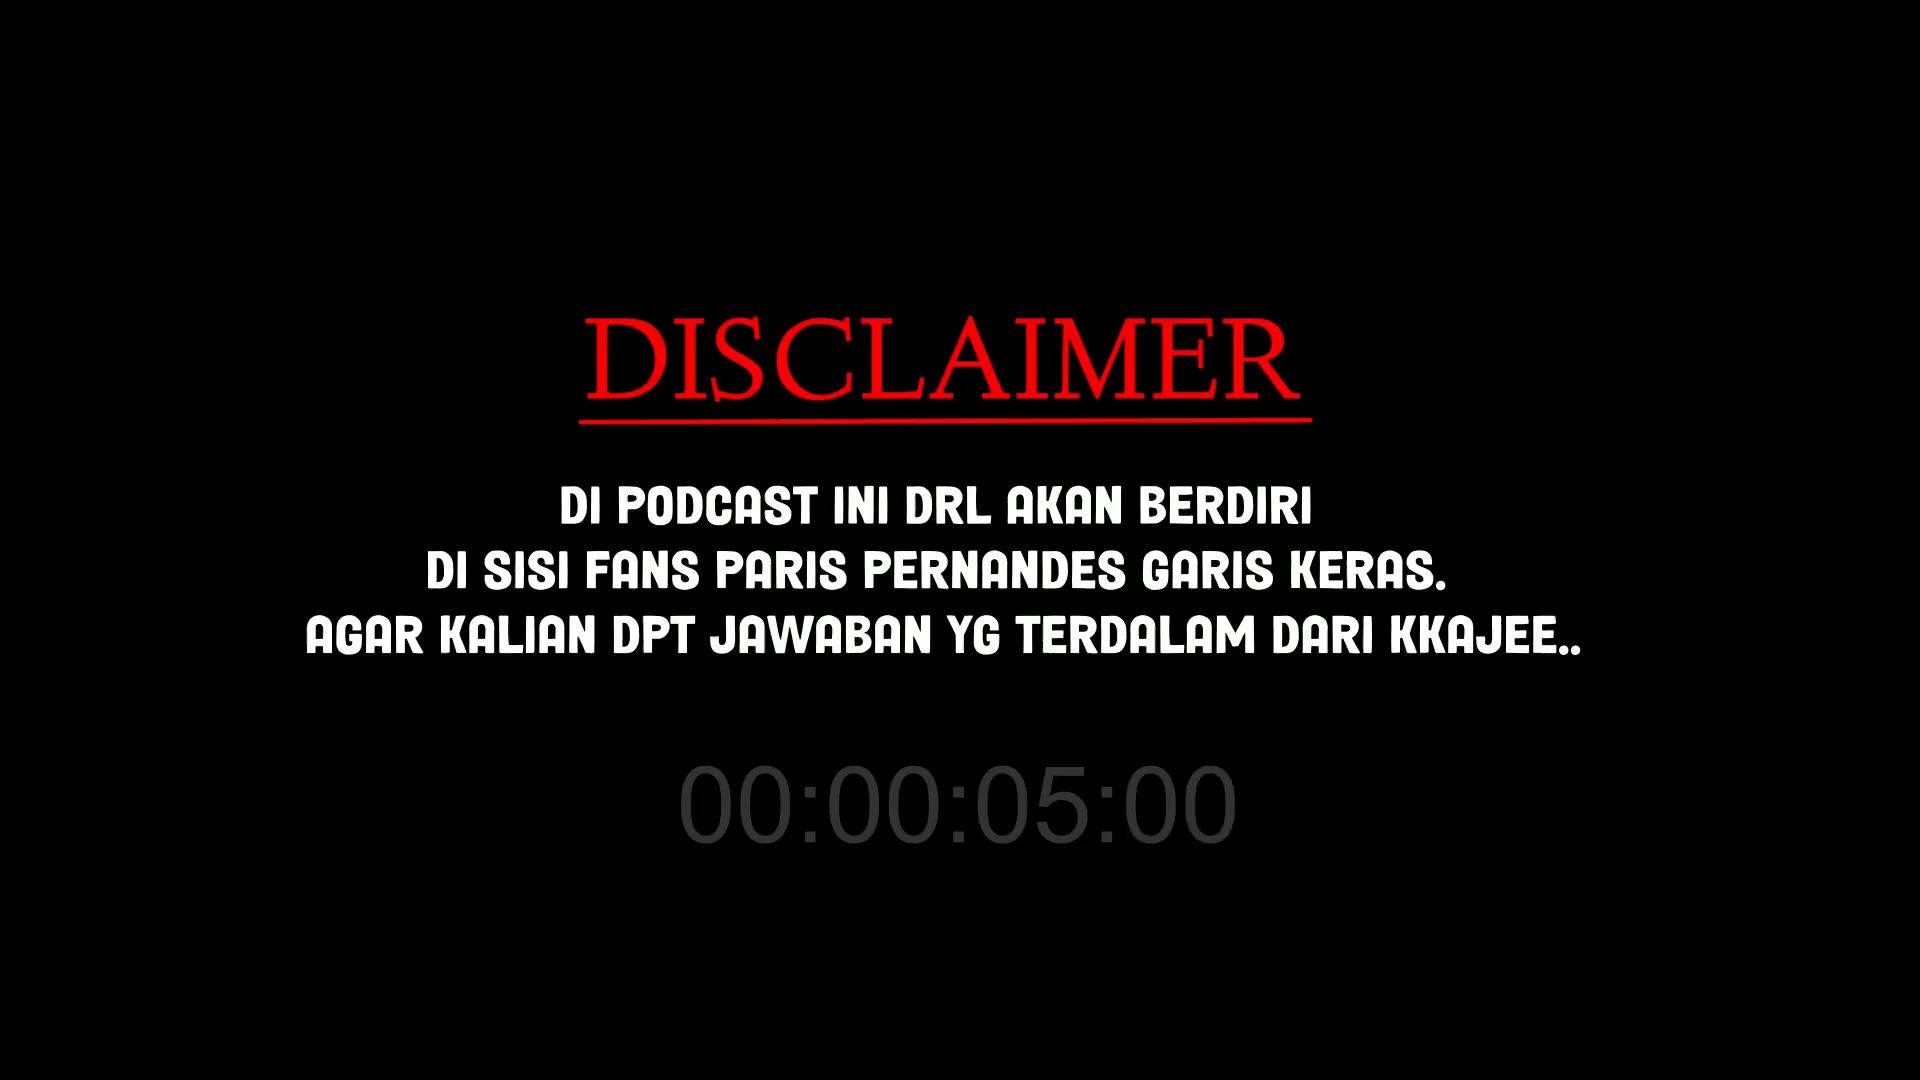 DISCLAIMER
DI PODCAST INI DRL AKAN BERDIRI
DI SISI FANS PARIS PERNANDES GARIS KERAS.
AGAR KALIAN DPT JAWABAN YG TERDALAM DARI KKAJEE..
00:00:05:00